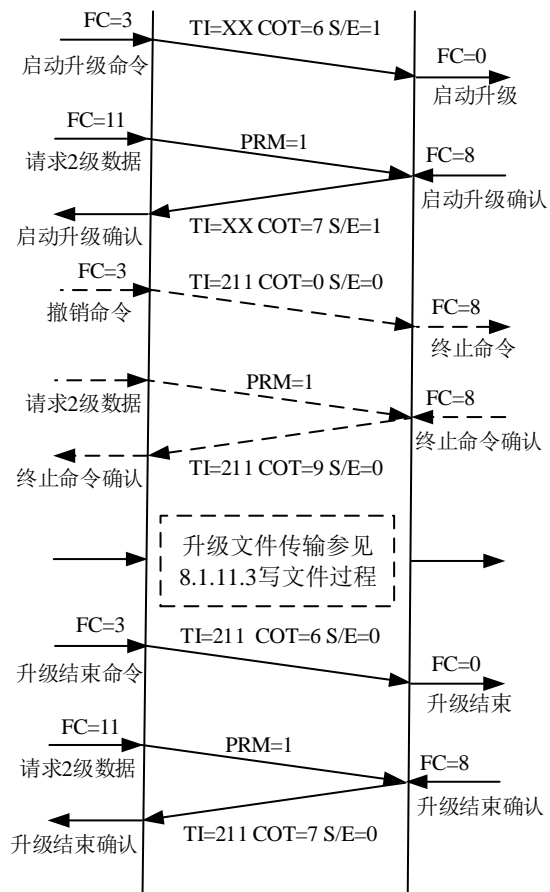 FC=3
TI=XX COT=6 S/E=1
启动升级命令
FC=0
启动升级
FC=11
请求2级数据
PRM=1
FC=8
启动升级确认
启动升级确认
TI=XX COT=7 S/E=1
FC=3
TI=211 COT=0 S/E=0
撤销命令
FC=8
终止命令
请求2级数据
PRM=1
FC=8
终止命令确认
终止命令确认
TI=211 COT=9 S/E=0
升级文件传输参见
8.1.11.3写文件过程
FC=3
TI=211 COT=6 S/E=0
升级结束命令
FC=0
升级结束
FC=11
请求2级数据
PRM=1
FC=8
升级结束确认
升级结束确认
TI=211 COT=7 S/E=0